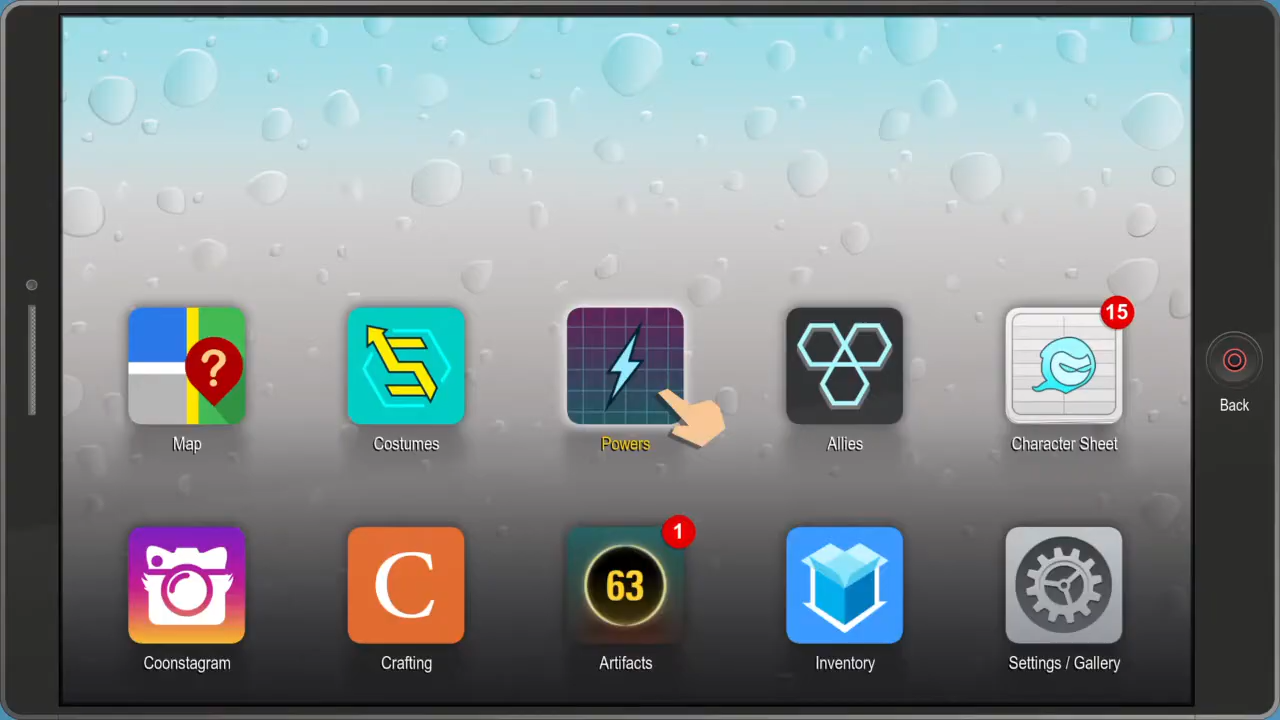 15
?
Map
Costumes
Powers
Allies
Character Sheet
Back
1
C
63
Coonstagram
Crafting
Artifacts
Inventory
Settings / Gallery